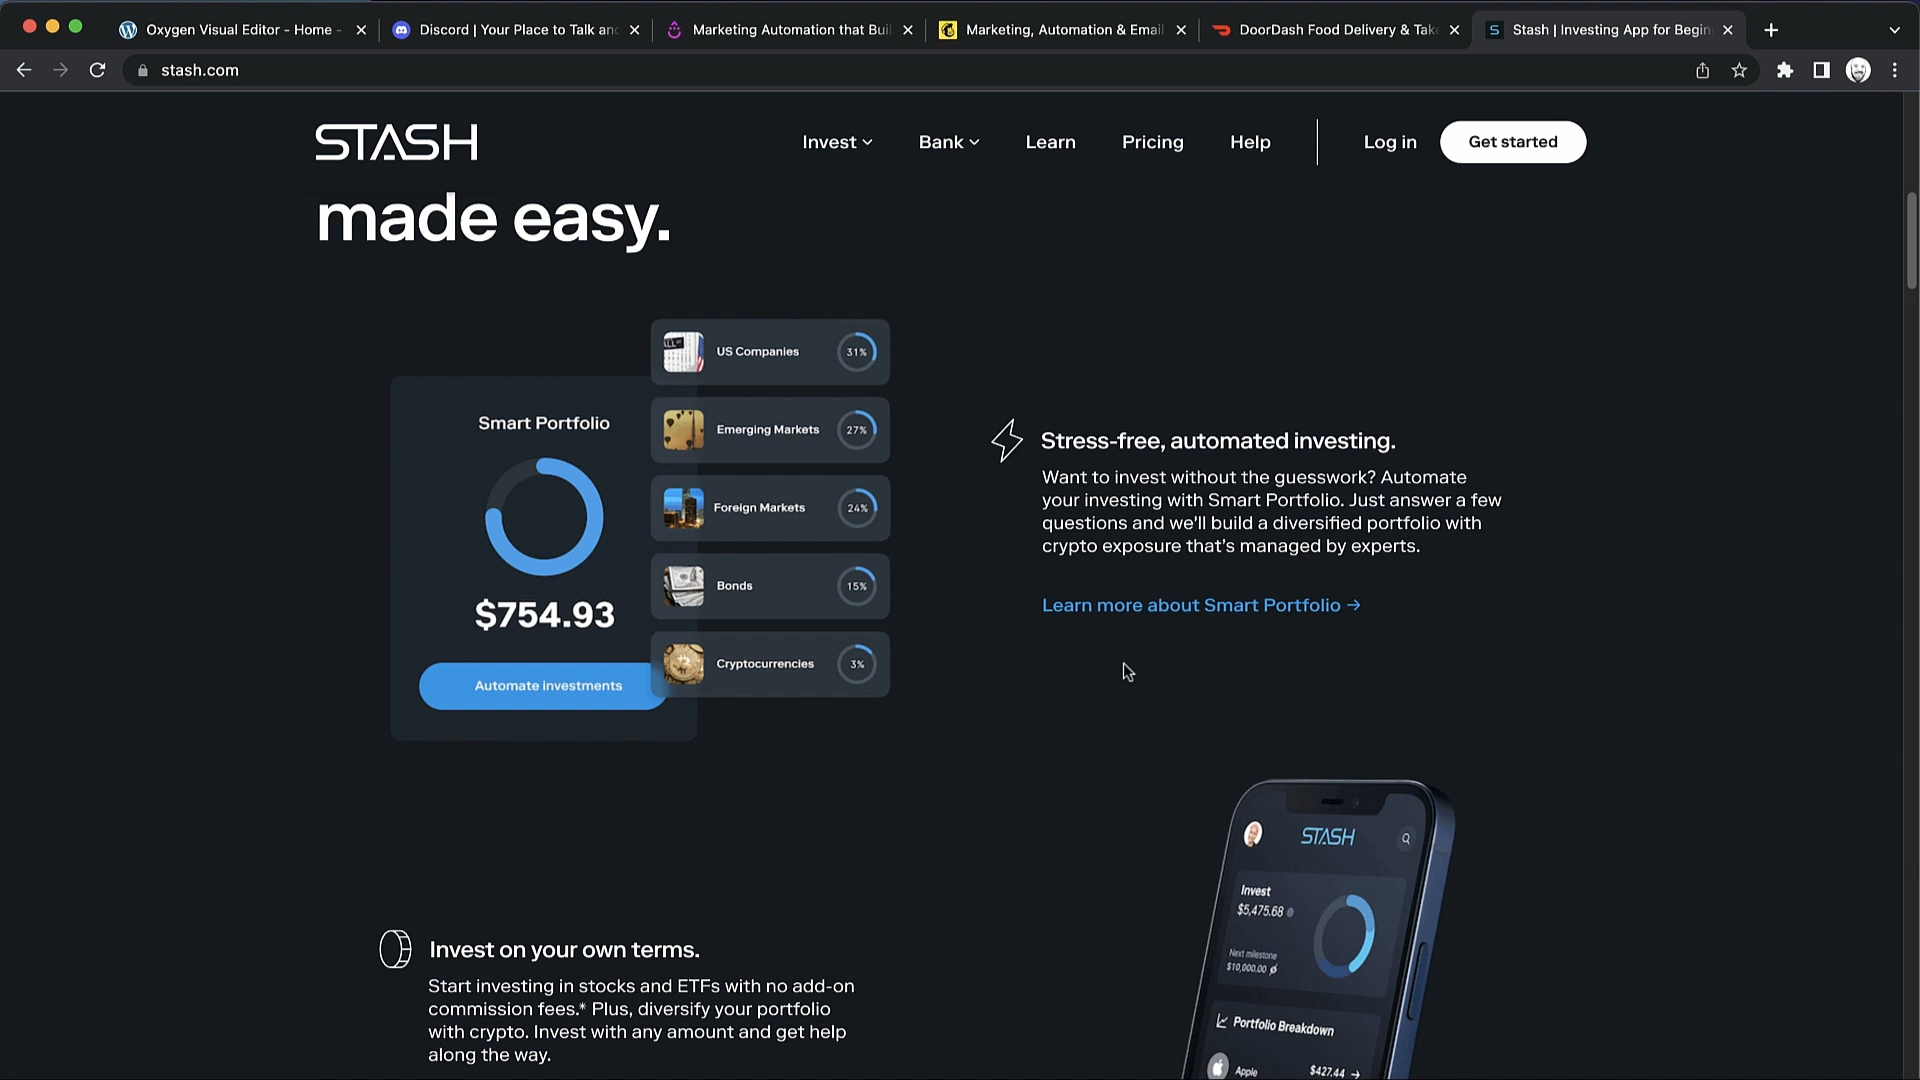 Oxygen Visual Editor - Home -
Discord | Your Place to Talk and
Marketing Automation that Buil
Marketing, Automation & Email
DoorDash Food Delivery & Take
Stash | Investing App for Begin
stash.com
STASH
Invest
Bank
Learn
Pricing
Help
Log in
Get started
made easy.
US Companies
31%
Emerging Markets
27%
Smart Portfolio
Foreign Markets
24%
Bonds
15%
$754.93
Cryptocurrencies
3%
Automate investments
Stress-free, automated investing.
Want to invest without the guesswork? Automate
your investing with Smart Portfolio. Just answer a few
questions and we'll build a diversified portfolio with
crypto exposure that's managed by experts.
Learn more about Smart Portfolio →
Invest on your own terms.
Start investing in stocks and ETFs with no add-on
commission fees.* Plus, diversify your portfolio
with crypto. Invest with any amount and get help
along the way.
STASH
Invest
$5,475.68
Next milestone
$10,000.00
Portfolio Breakdown
Apple
$427.44 →